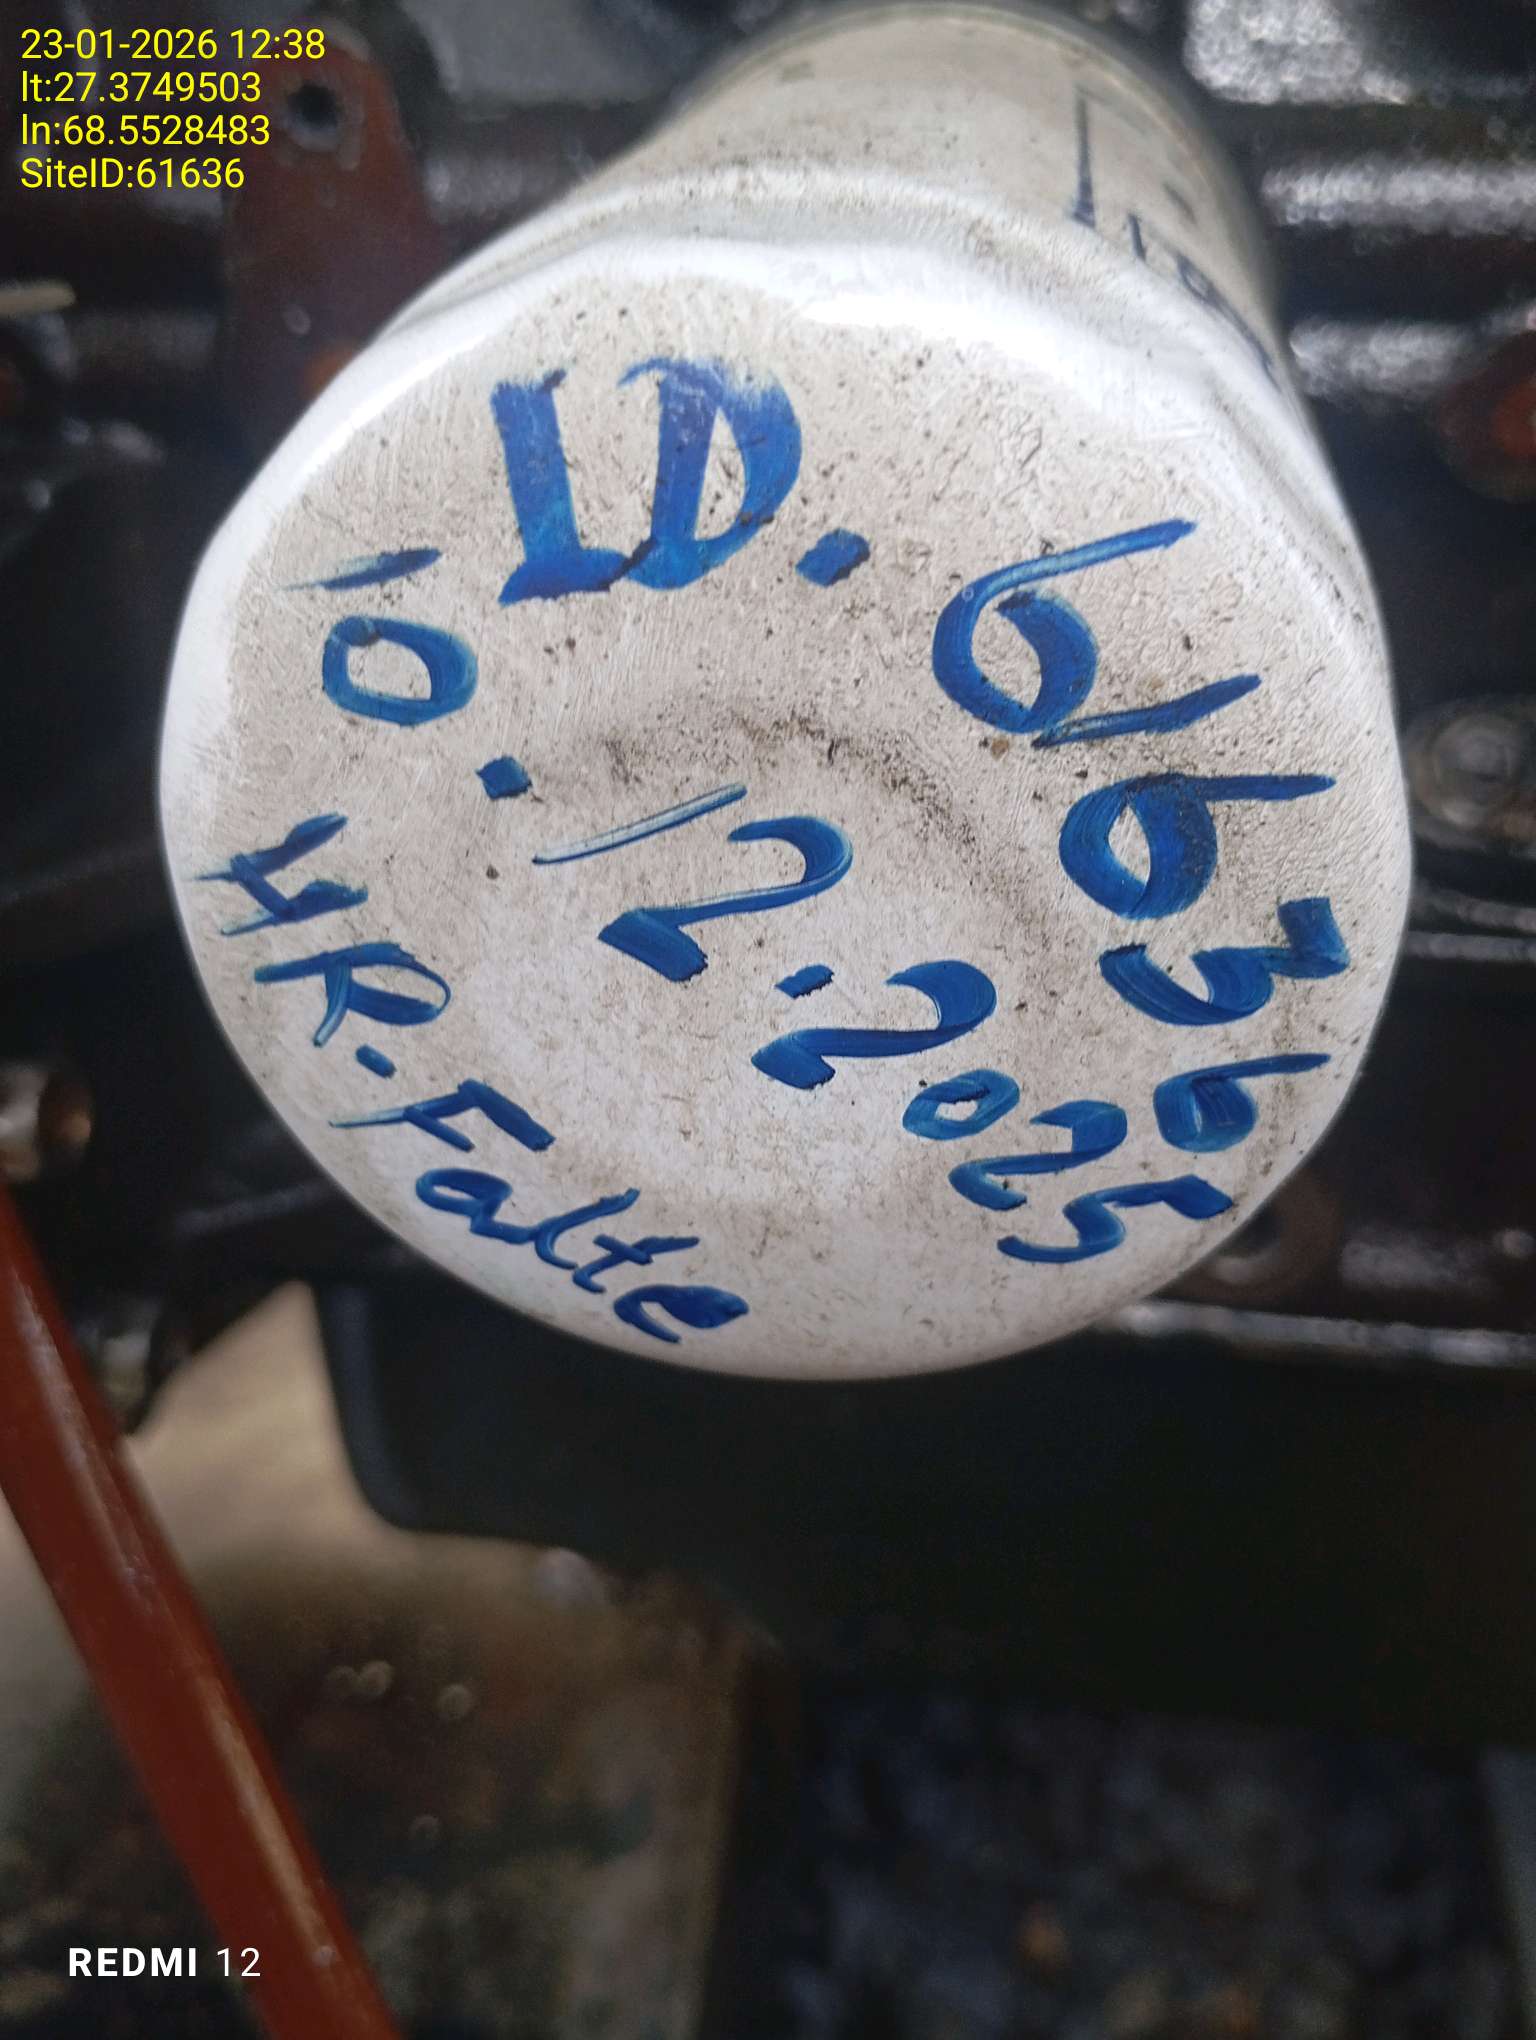 23-01-2026 12:38
lt:27.3749503
ln:68.5528483
SiteID:61636
ID. 61636
10.12.2025
HR. Falte
REDMI 12